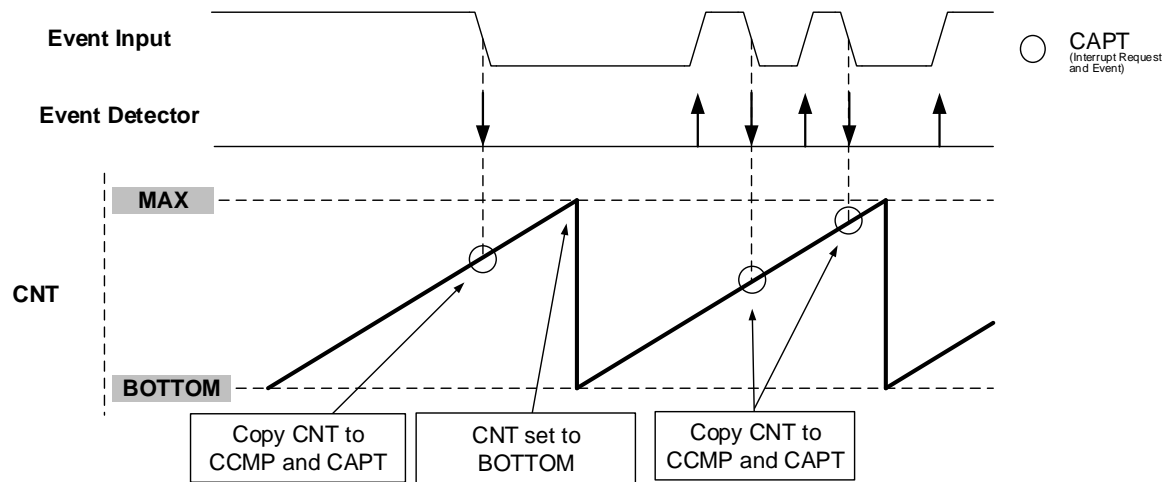 Event Input
CAPT
(Interrupt Request
and Event)
Event Detector
MAX
CNT
BOTTOM
Copy CNT to
CCMP and CAPT
CNT set to
BOTTOM
Copy CNT to
CCMP and CAPT